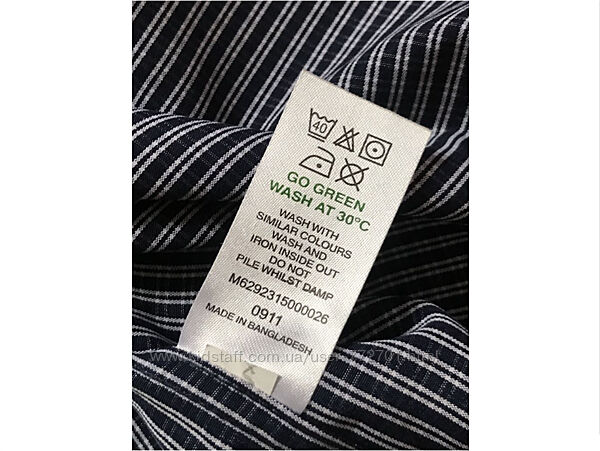 40
GO GREEN
WASH AT 30°C
WASH WITH
SIMILAR COLOURS
WASH AND
IRON INSIDE OUT
DO NOT
PILE WHILST DAMP
M6292315000026
0911
MADE IN BANGLADESH